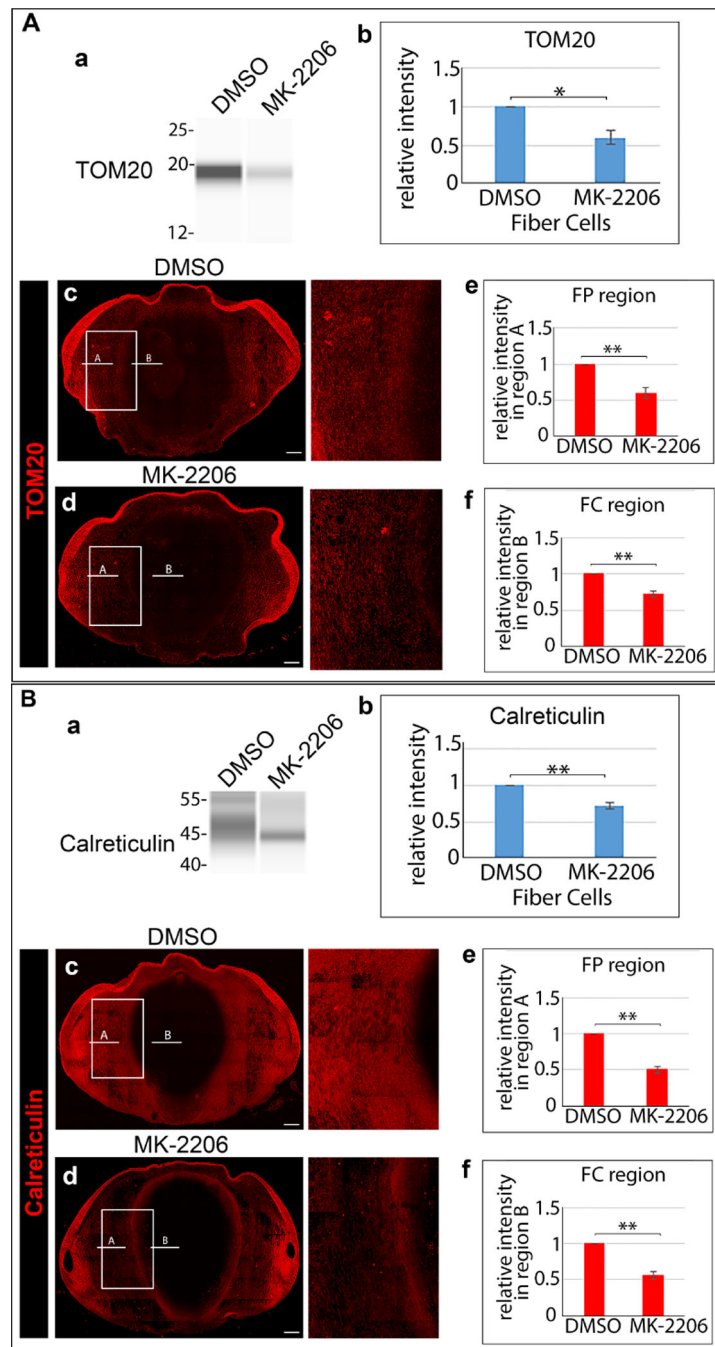 A
a
DMSO
MK-2206
25-
20-
TOM20
12-
b
TOM20
relative intensity
1.5
1
0.5
0
*
DMSO
MK-2206
Fiber Cells
TOM20
DMSO
c
A
B
MK-2206
d
A
B
e
FP region
relative intensity
in region A
1.5
1
0.5
0
**
DMSO
MK-2206
f
FC region
relative intensity
in region B
1.5
1
0.5
0
**
DMSO
MK-2206
B
a
DMSO
MK-2206
55-
45-
Calreticulin
40-
b
Calreticulin
relative intensity
1.5
1
0.5
0
**
DMSO
MK-2206
Fiber Cells
Calreticulin
DMSO
c
A
B
MK-2206
d
A
B
e
FP region
relative intensity
in region A
1.5
1
0.5
0
**
DMSO
MK-2206
f
FC region
relative intensity
in region B
1.5
1
0.5
0
**
DMSO
MK-2206